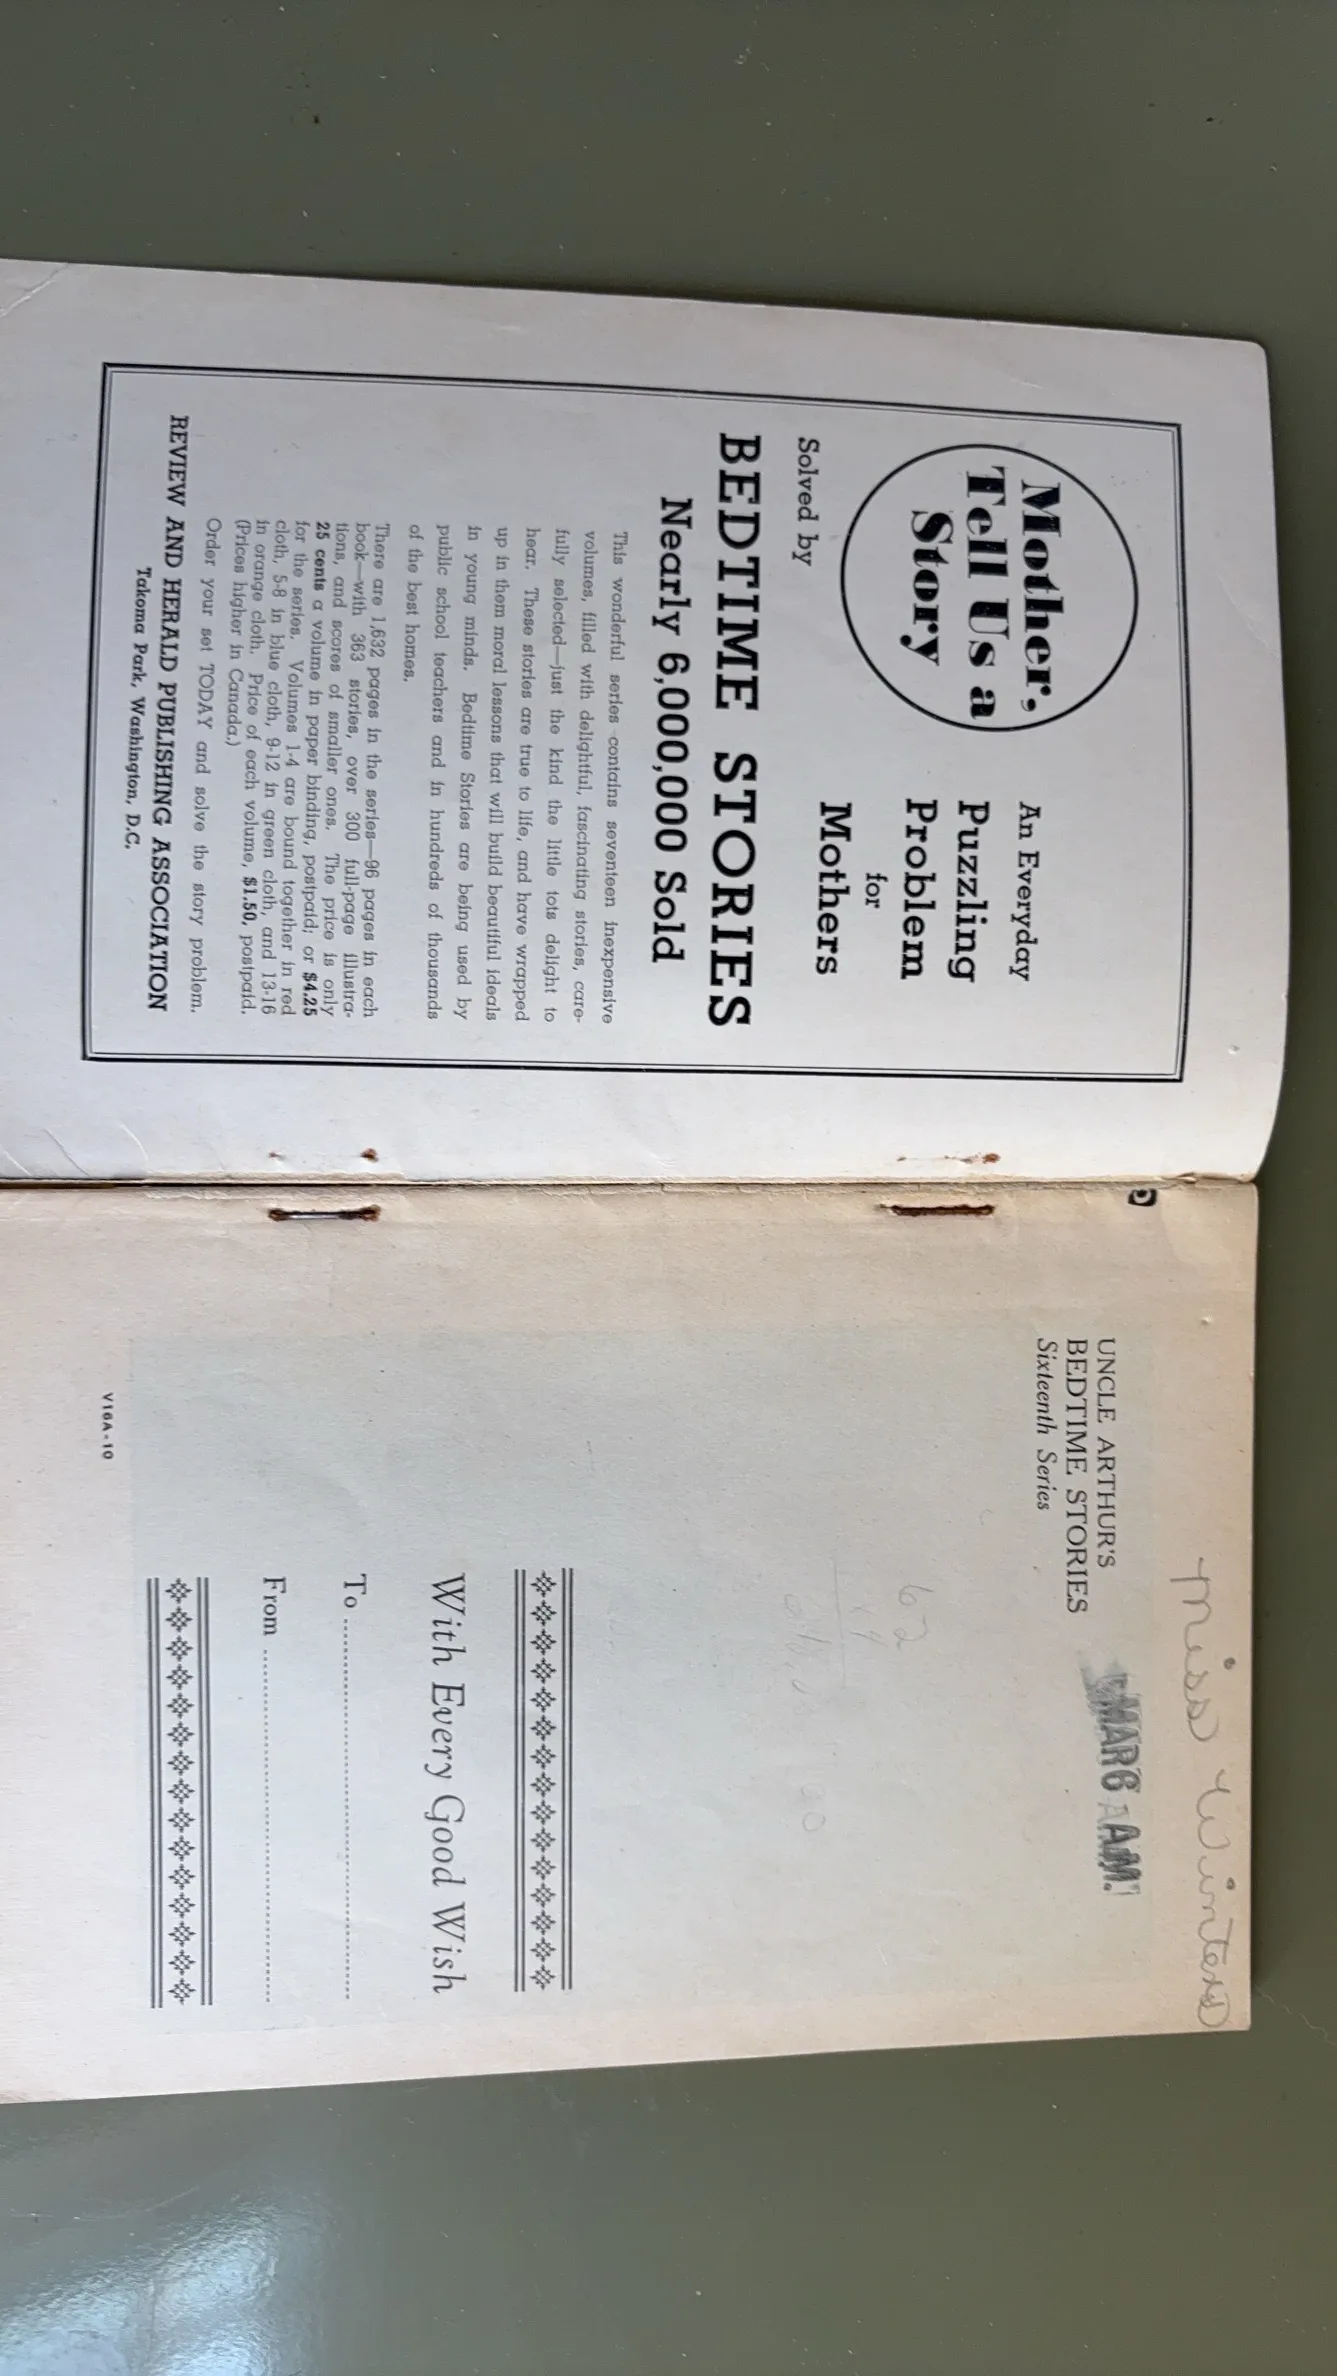 Mother,
Tell Us a
Story
An Everyday
Puzzling
Problem
for
Mothers
Solved by
BEDTIME STORIES
Nearly 6,000,000 Sold
This wonderful series contains seventeen inexpensive
volumes, filled with delightful, fascinating stories, care-
fully selected—just the kind the little tots delight to
hear. These stories are true to life, and have wrapped
up in them moral lessons that will build beautiful ideals
in young minds. Bedtime Stories are being used by
public school teachers and in hundreds of thousands
of the best homes.
There are 1,632 pages in the series—96 pages in each
book—with 363 stories, over 300 full-page illustra-
tions, and scores of smaller ones. The price is only
25 cents a volume in paper binding, postpaid; or $4.25
for the series. Volumes 1-4 are bound together in red
cloth, 5-8 in blue cloth, 9-12 in green cloth, and 13-16
in orange cloth. Price of each volume, $1.50, postpaid.
(Prices higher in Canada.)
Order your set TODAY and solve the story problem.
REVIEW AND HERALD PUBLISHING ASSOCIATION
Takoma Park, Washington, D.C.
Miss Winters
UNCLE ARTHUR'S
BEDTIME STORIES
Sixteenth Series
MAR 6 A.M.
62
With Every Good Wish
To
From
V16A-10